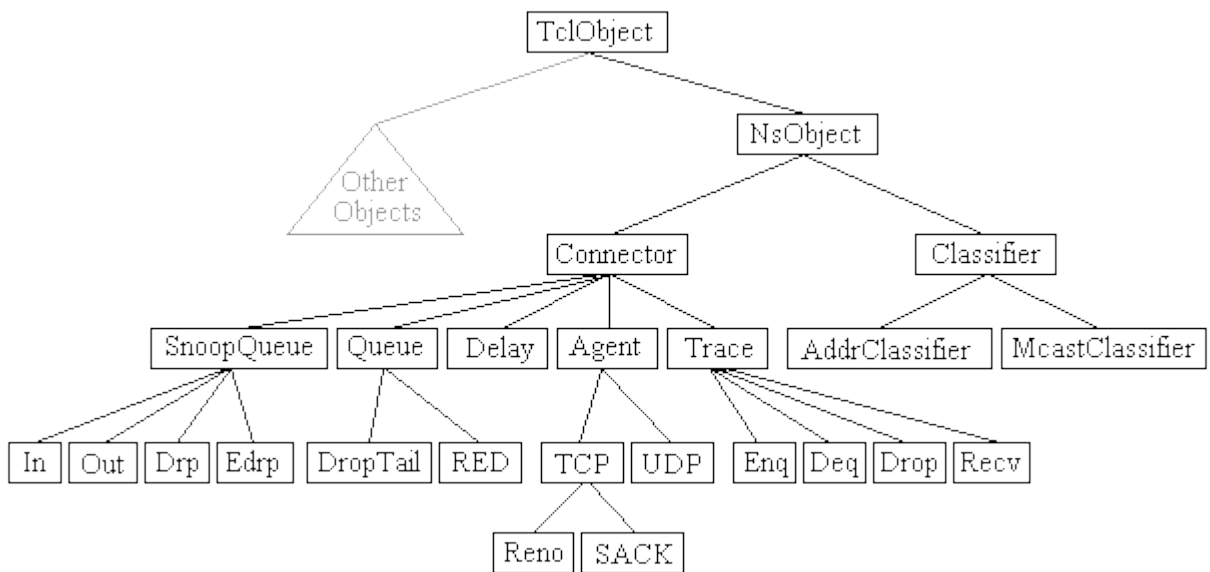 TclObject
NsObject
Other
Objects
Connector
Classifier
SnoopQueue
Queue
Delay
Agent
Trace
AddrClassifier
McastClassifier
In
Out
Drp
Edrp
DropTail
RED
TCP
UDP
Enq
Deq
Drop
Recv
Reno
SACK